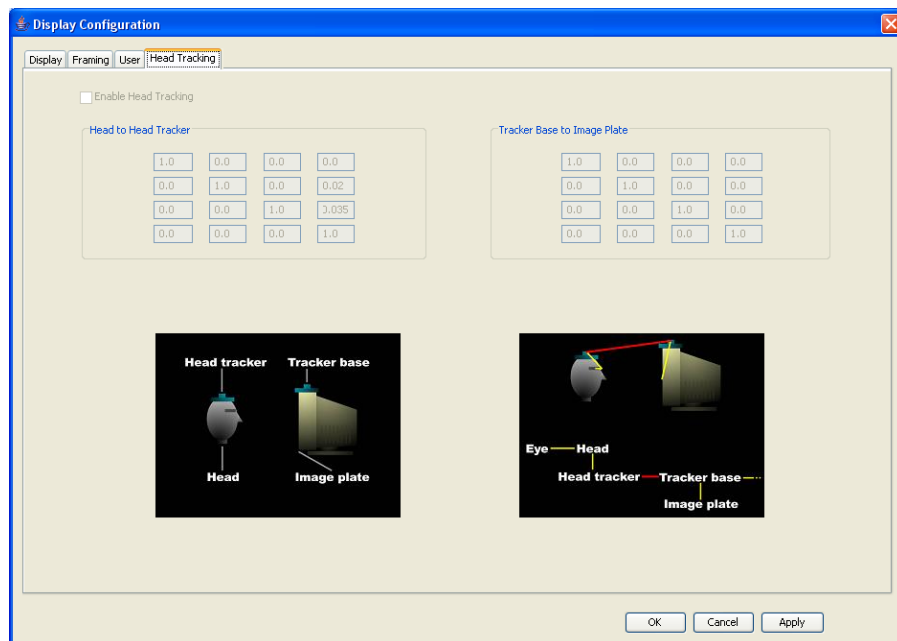 Display Configuration
Display Framing User Head Tracking
Enable Head Tracking
Head to Head Tracker
1.0 0.0 0.0 0.0
0.0 1.0 0.0 0.02
0.0 0.0 1.0 0.035
0.0 0.0 0.0 1.0
Tracker Base to Image Plate
1.0 0.0 0.0 0.0
0.0 1.0 0.0 0.0
0.0 0.0 1.0 0.0
0.0 0.0 0.0 1.0
Head tracker Tracker base
Head Image plate
Eye Head
Head tracker Tracker base
Image plate
OK Cancel Apply